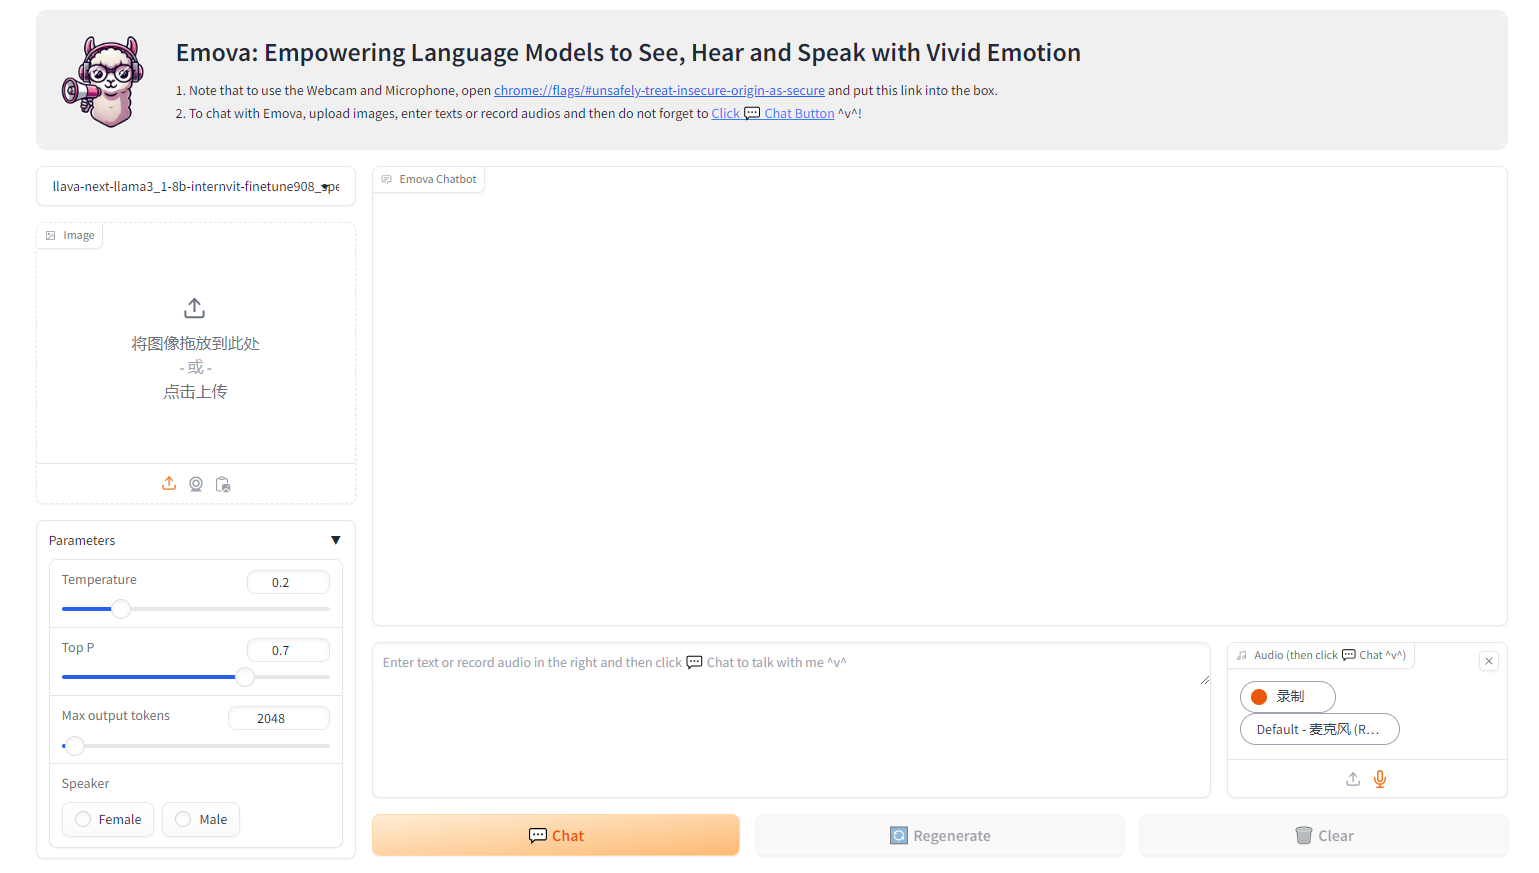 Emova: Empowering Language Models to See, Hear and Speak with Vivid Emotion
1. Note that to use the Webcam and Microphone, open chrome://flags/#unsafely-treat-insecure-origin-as-secure and put this link into the box.
2. To chat with Emova, upload images, enter texts or record audios and then do not forget to Click 💬 Chat Button ^v^!
llava-next-llama3_1-8b-internvit-finetune908_spe
Image
将图像拖放到此处
- 或 -
点击上传
Parameters ▼
Temperature 0.2
Top P 0.7
Max output tokens 2048
Speaker
Female Male
Emova Chatbot
Enter text or record audio in the right and then click 💬 Chat to talk with me ^v^
Audio (then click 💬 Chat ^v^)
录制
Default - 麦克风 (R...
💬 Chat
🔄 Regenerate
🗑️ Clear